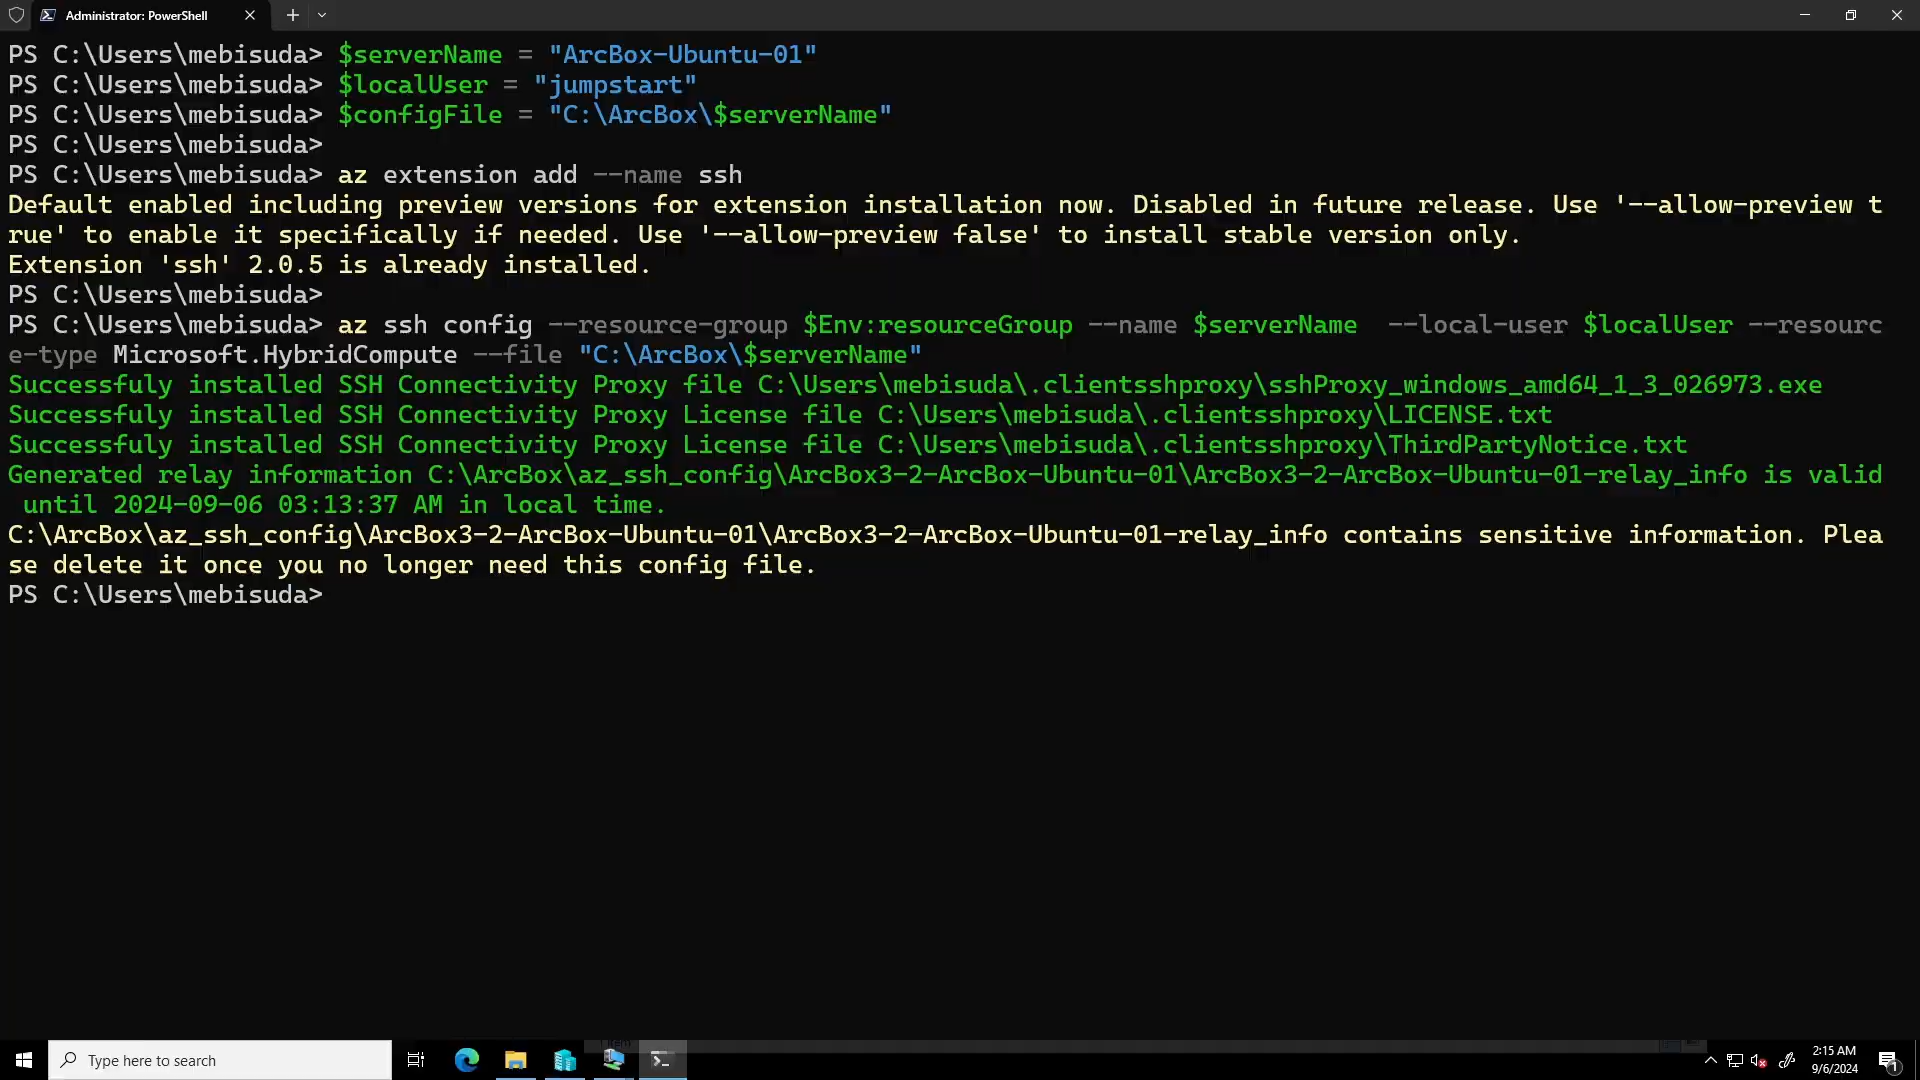 Administrator: PowerShell
PS C:\Users\mebisuda> $serverName = "ArcBox-Ubuntu-01"
PS C:\Users\mebisuda> $localUser = "jumpstart"
PS C:\Users\mebisuda> $configFile = "C:\ArcBox\$serverName"
PS C:\Users\mebisuda>
PS C:\Users\mebisuda> az extension add --name ssh
Default enabled including preview versions for extension installation now. Disabled in future release. Use '--allow-preview t
rue' to enable it specifically if needed. Use '--allow-preview false' to install stable version only.
Extension 'ssh' 2.0.5 is already installed.
PS C:\Users\mebisuda>
PS C:\Users\mebisuda> az ssh config --resource-group $Env:resourceGroup --name $serverName  --local-user $localUser --resourc
e-type Microsoft.HybridCompute --file "C:\ArcBox\$serverName"
Successfuly installed SSH Connectivity Proxy file C:\Users\mebisuda\.clientsshproxy\sshProxy_windows_amd64_1_3_026973.exe
Successfuly installed SSH Connectivity Proxy License file C:\Users\mebisuda\.clientsshproxy\LICENSE.txt
Successfuly installed SSH Connectivity Proxy License file C:\Users\mebisuda\.clientsshproxy\ThirdPartyNotice.txt
Generated relay information C:\ArcBox\az_ssh_config\ArcBox3-2-ArcBox-Ubuntu-01\ArcBox3-2-ArcBox-Ubuntu-01-relay_info is valid
 until 2024-09-06 03:13:37 AM in local time.
C:\ArcBox\az_ssh_config\ArcBox3-2-ArcBox-Ubuntu-01\ArcBox3-2-ArcBox-Ubuntu-01-relay_info contains sensitive information. Plea
se delete it once you no longer need this config file.
PS C:\Users\mebisuda>
Type here to search
2:15 AM
9/6/2024
1